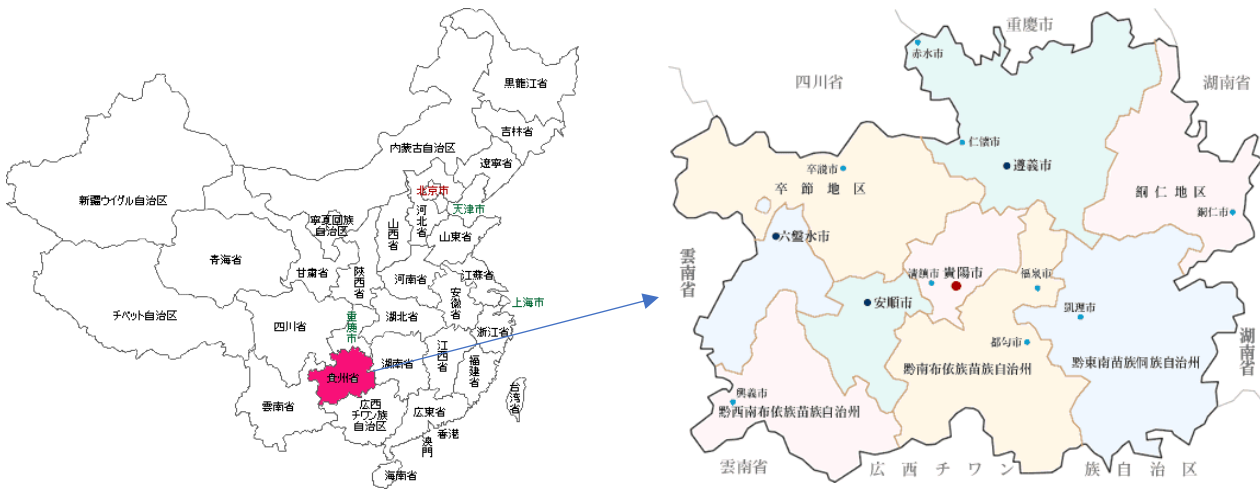 黒龍江省
吉林省
遼寧省
内蒙古自治区
北京市
天津市
新疆ウイグル自治区
寧夏回族
自治区
河北省
山西省
山東省
青海省
甘粛省
陝西省
河南省
江蘇省
安徽省
上海市
チベット自治区
四川省
重慶市
湖北省
浙江省
湖南省
江西省
福建省
貴州省
雲南省
広西
チワン族
自治区
広東省
台湾省
香港
澳門
海南省
重慶市
赤水市
四川省
湖南省
仁懐市
遵義市
畢節市
畢節地区
銅仁地区
銅仁市
六盤水市
雲南省
清鎮市
貴陽市
福泉市
安順市
凱里市
都匀市
湖南省
黔南布依族苗族自治州
黔東南苗族侗族自治州
興義市
黔西南布依族苗族自治州
雲南省
広西チワン族自治区